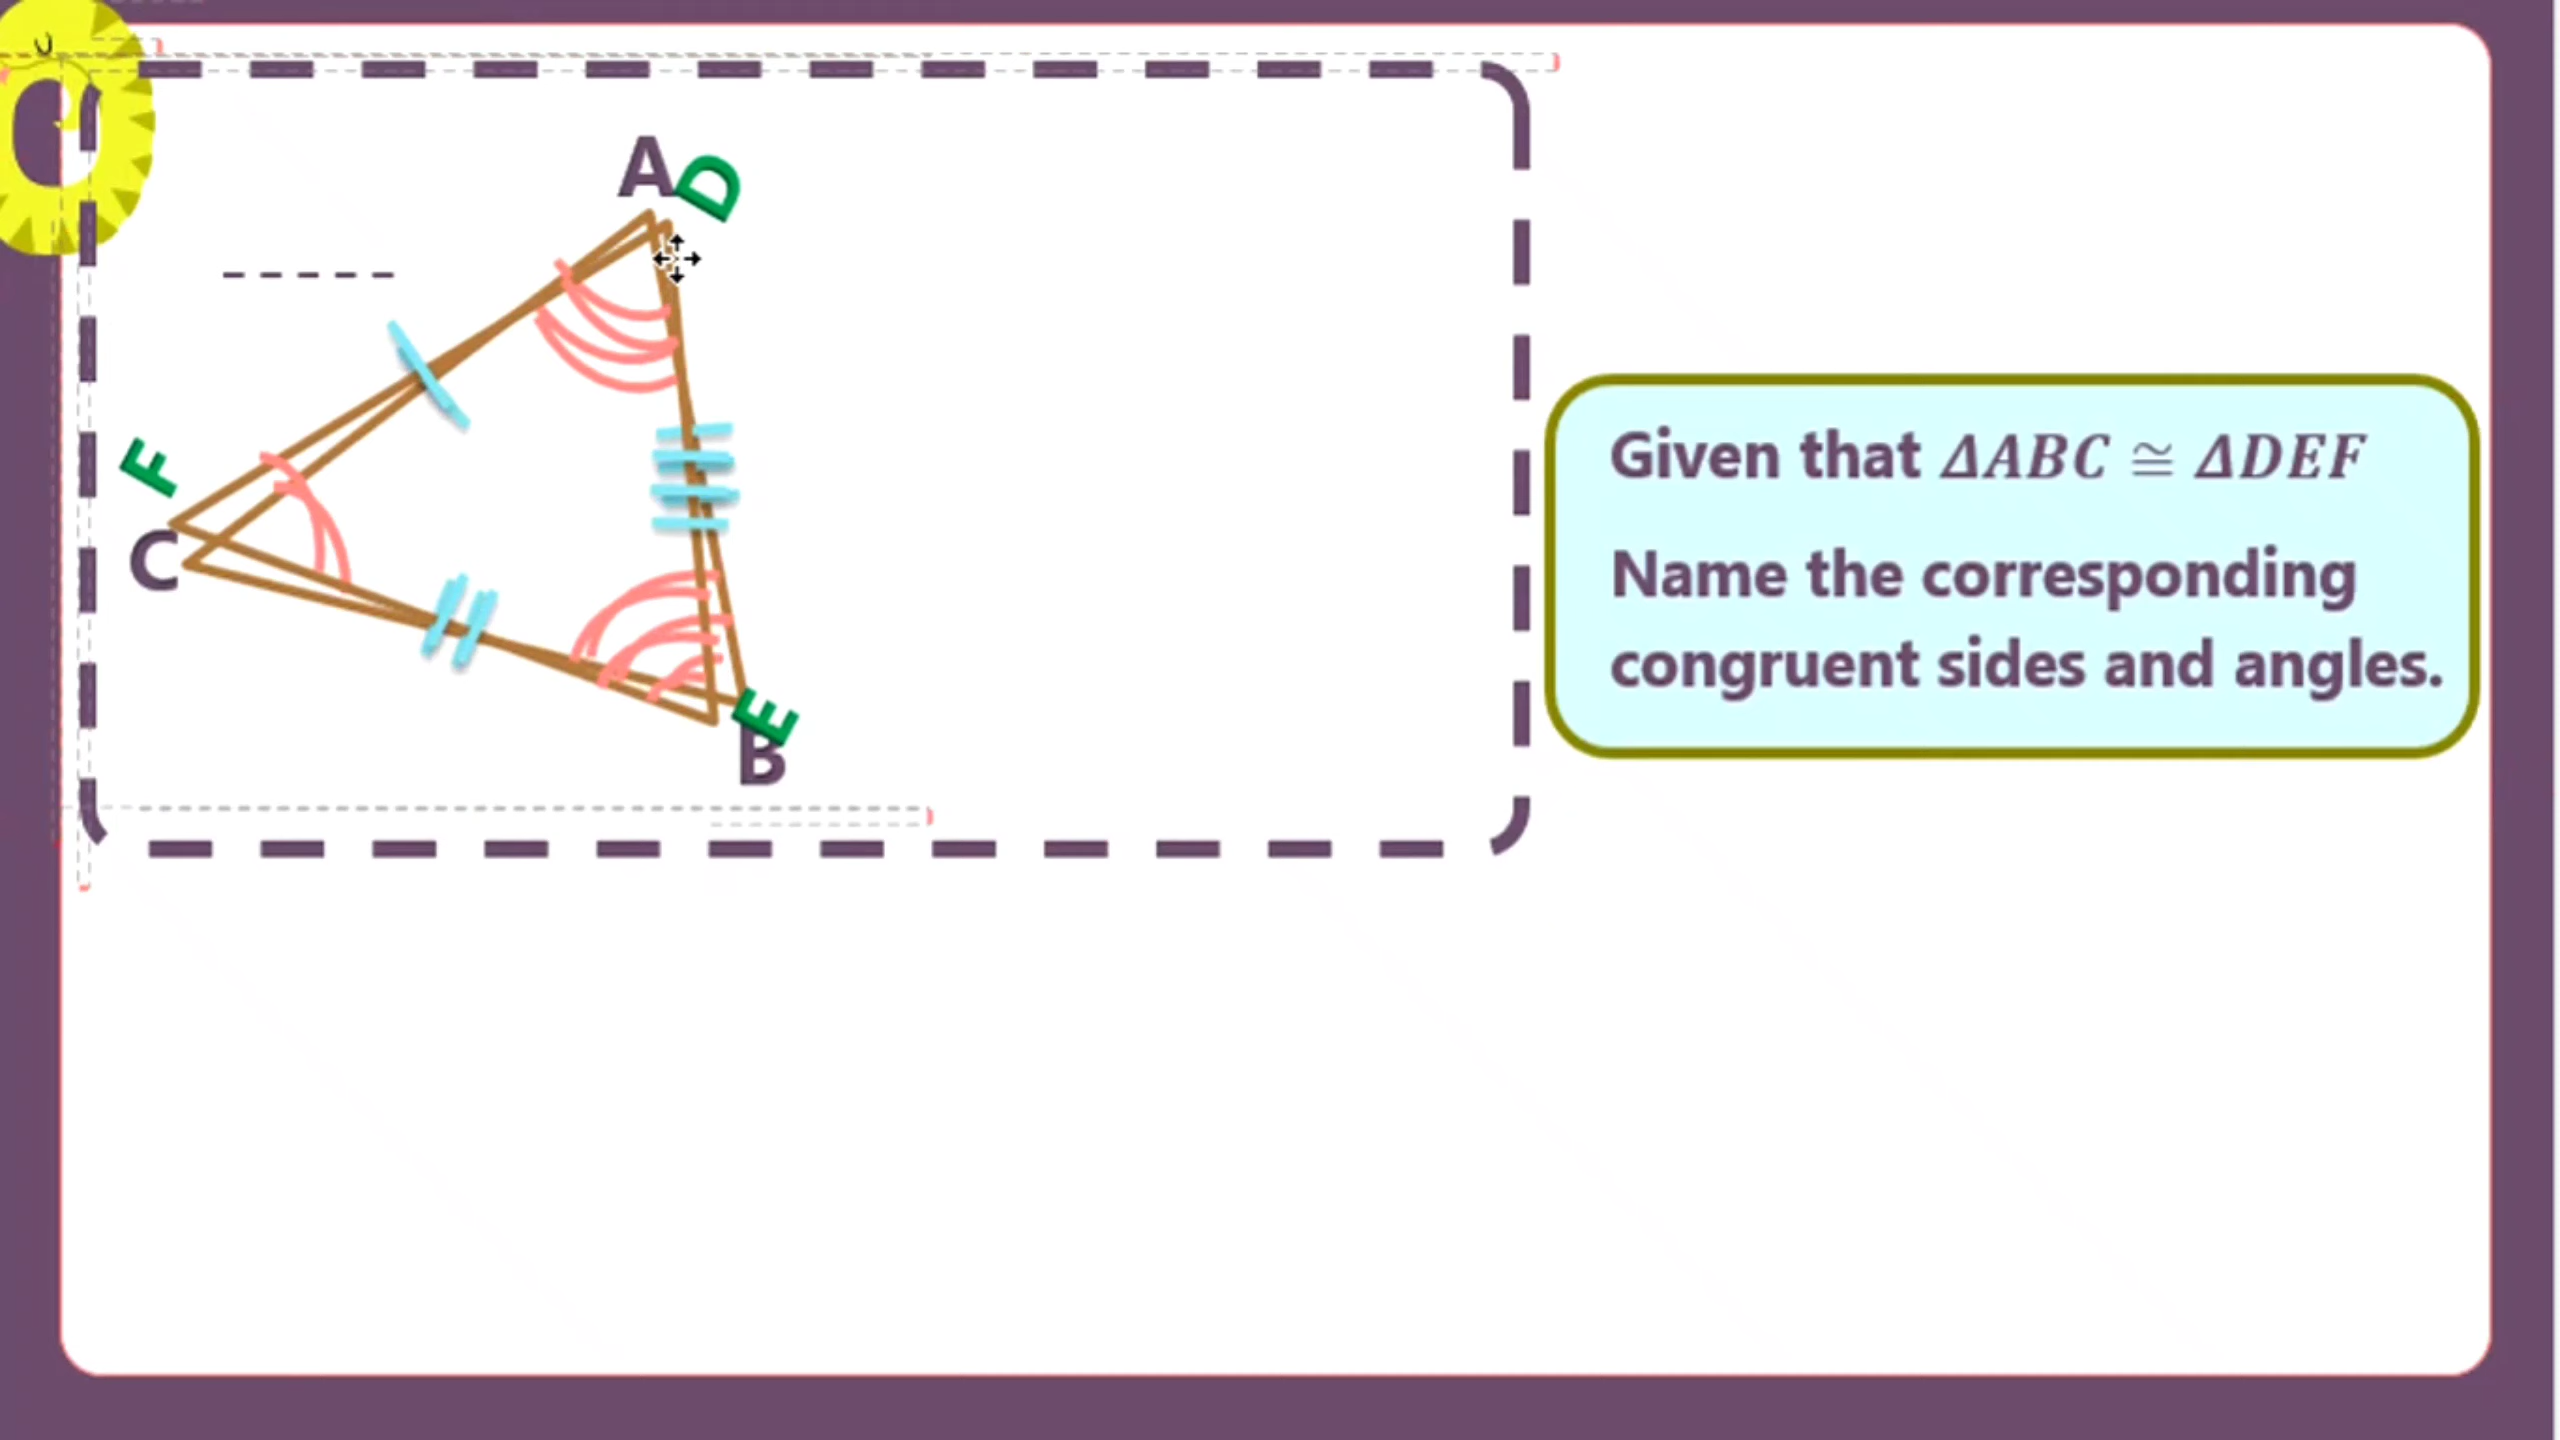 A
D
F
C
E
B
Given that ΔABC ≅ ΔDEF
Name the corresponding
congruent sides and angles.